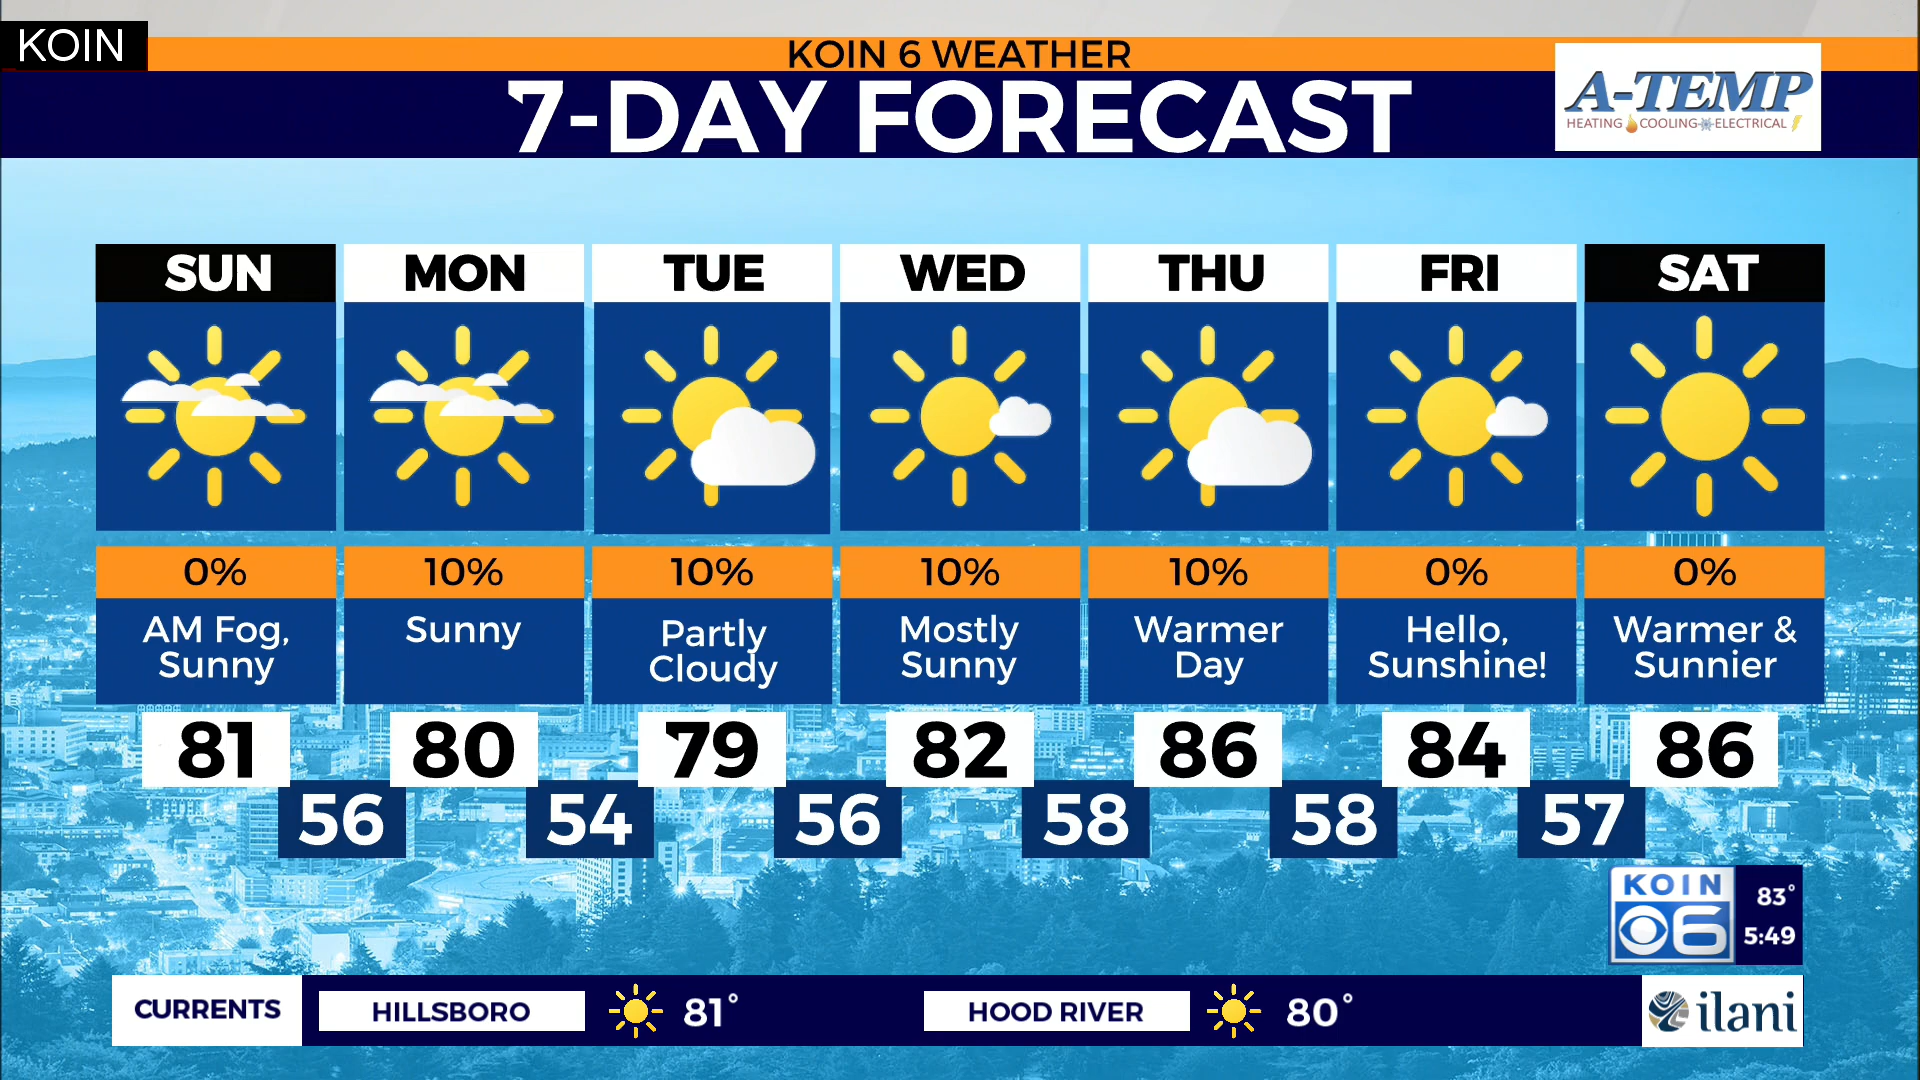 KOIN
KOIN 6 WEATHER
7-DAY FORECAST
A-TEMP
HEATING COOLING ELECTRICAL
SUN MON TUE WED THU FRI SAT
0% 10% 10% 10% 10% 0% 0%
AM Fog,
Sunny
Sunny
Partly
Cloudy
Mostly
Sunny
Warmer
Day
Hello,
Sunshine!
Warmer &
Sunnier
81 80 79 82 86 84 86
56 54 56 58 58 57
KOIN
6
83°
5:49
CURRENTS
HILLSBORO 81°
HOOD RIVER 80°
ilani